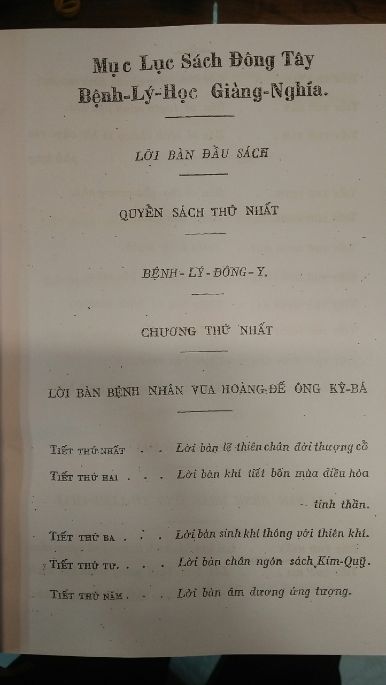 Mục Lục Sách Đông Tây
Bệnh-Lý-Học Giảng-Nghĩa.
LỜI BÀN ĐẦU SÁCH
QUYỂN SÁCH THỨ NHẤT
BỆNH-LÝ-ĐÔNG-Y.
CHƯƠNG THỨ NHẤT
LỜI BÀN BỆNH NHÂN VUA HOÀNG-ĐẾ ÔNG KỲ-BÁ
TIẾT THỨ NHẤT . . . Lời bàn lẽ thiên chân đời thượng cổ
TIẾT THỨ HAI . . . Lời bàn khí tiết bốn mùa điều hòa
tinh thần.
TIẾT THỨ BA . . . Lời bàn sinh khí thông với thiên khí.
TIẾT THỨ TƯ. . . . Lời bàn chân ngôn sách Kim-Quỹ.
TIẾT THỨ NĂM . . . Lời bàn âm dương ứng tượng.